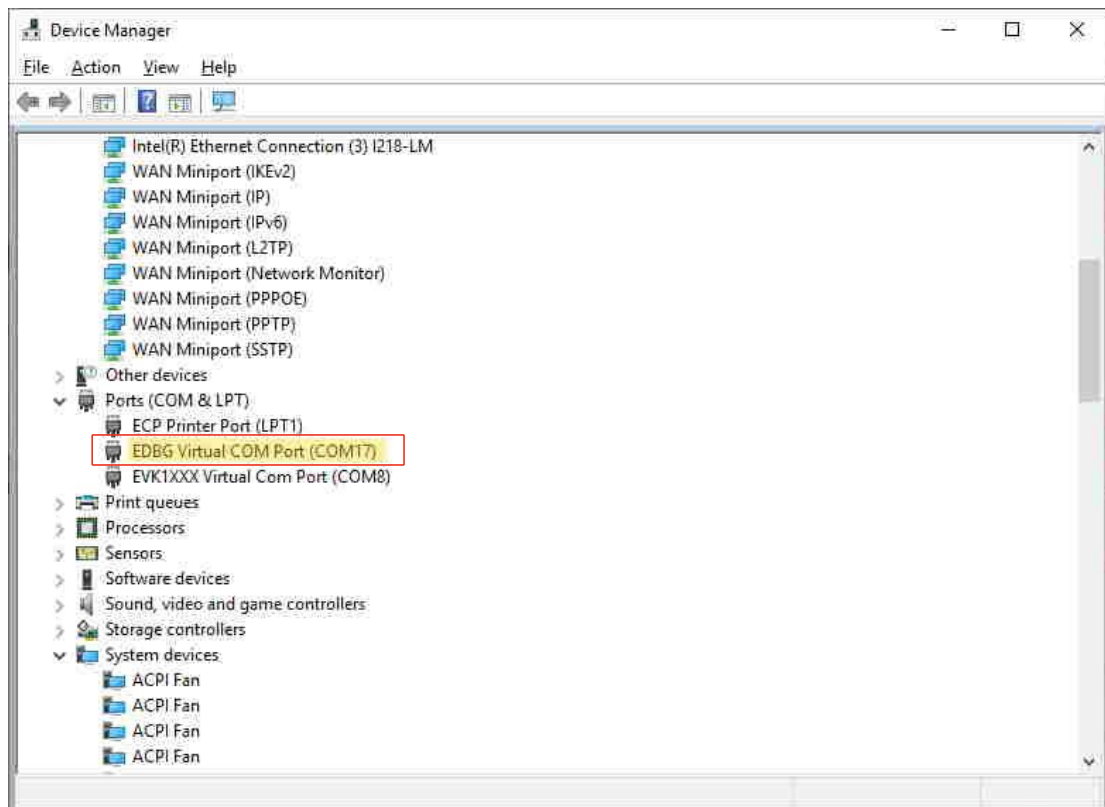 Device Manager
File Action View Help
Intel(R) Ethernet Connection (3) I218-LM
WAN Miniport (IKEv2)
WAN Miniport (IP)
WAN Miniport (IPv6)
WAN Miniport (L2TP)
WAN Miniport (Network Monitor)
WAN Miniport (PPPOE)
WAN Miniport (PPTP)
WAN Miniport (SSTP)
Other devices
Ports (COM & LPT)
ECP Printer Port (LPT1)
EDBG Virtual COM Port (COM17)
EVK1XXX Virtual Com Port (COM8)
Print queues
Processors
Sensors
Software devices
Sound, video and game controllers
Storage controllers
System devices
ACPI Fan
ACPI Fan
ACPI Fan
ACPI Fan